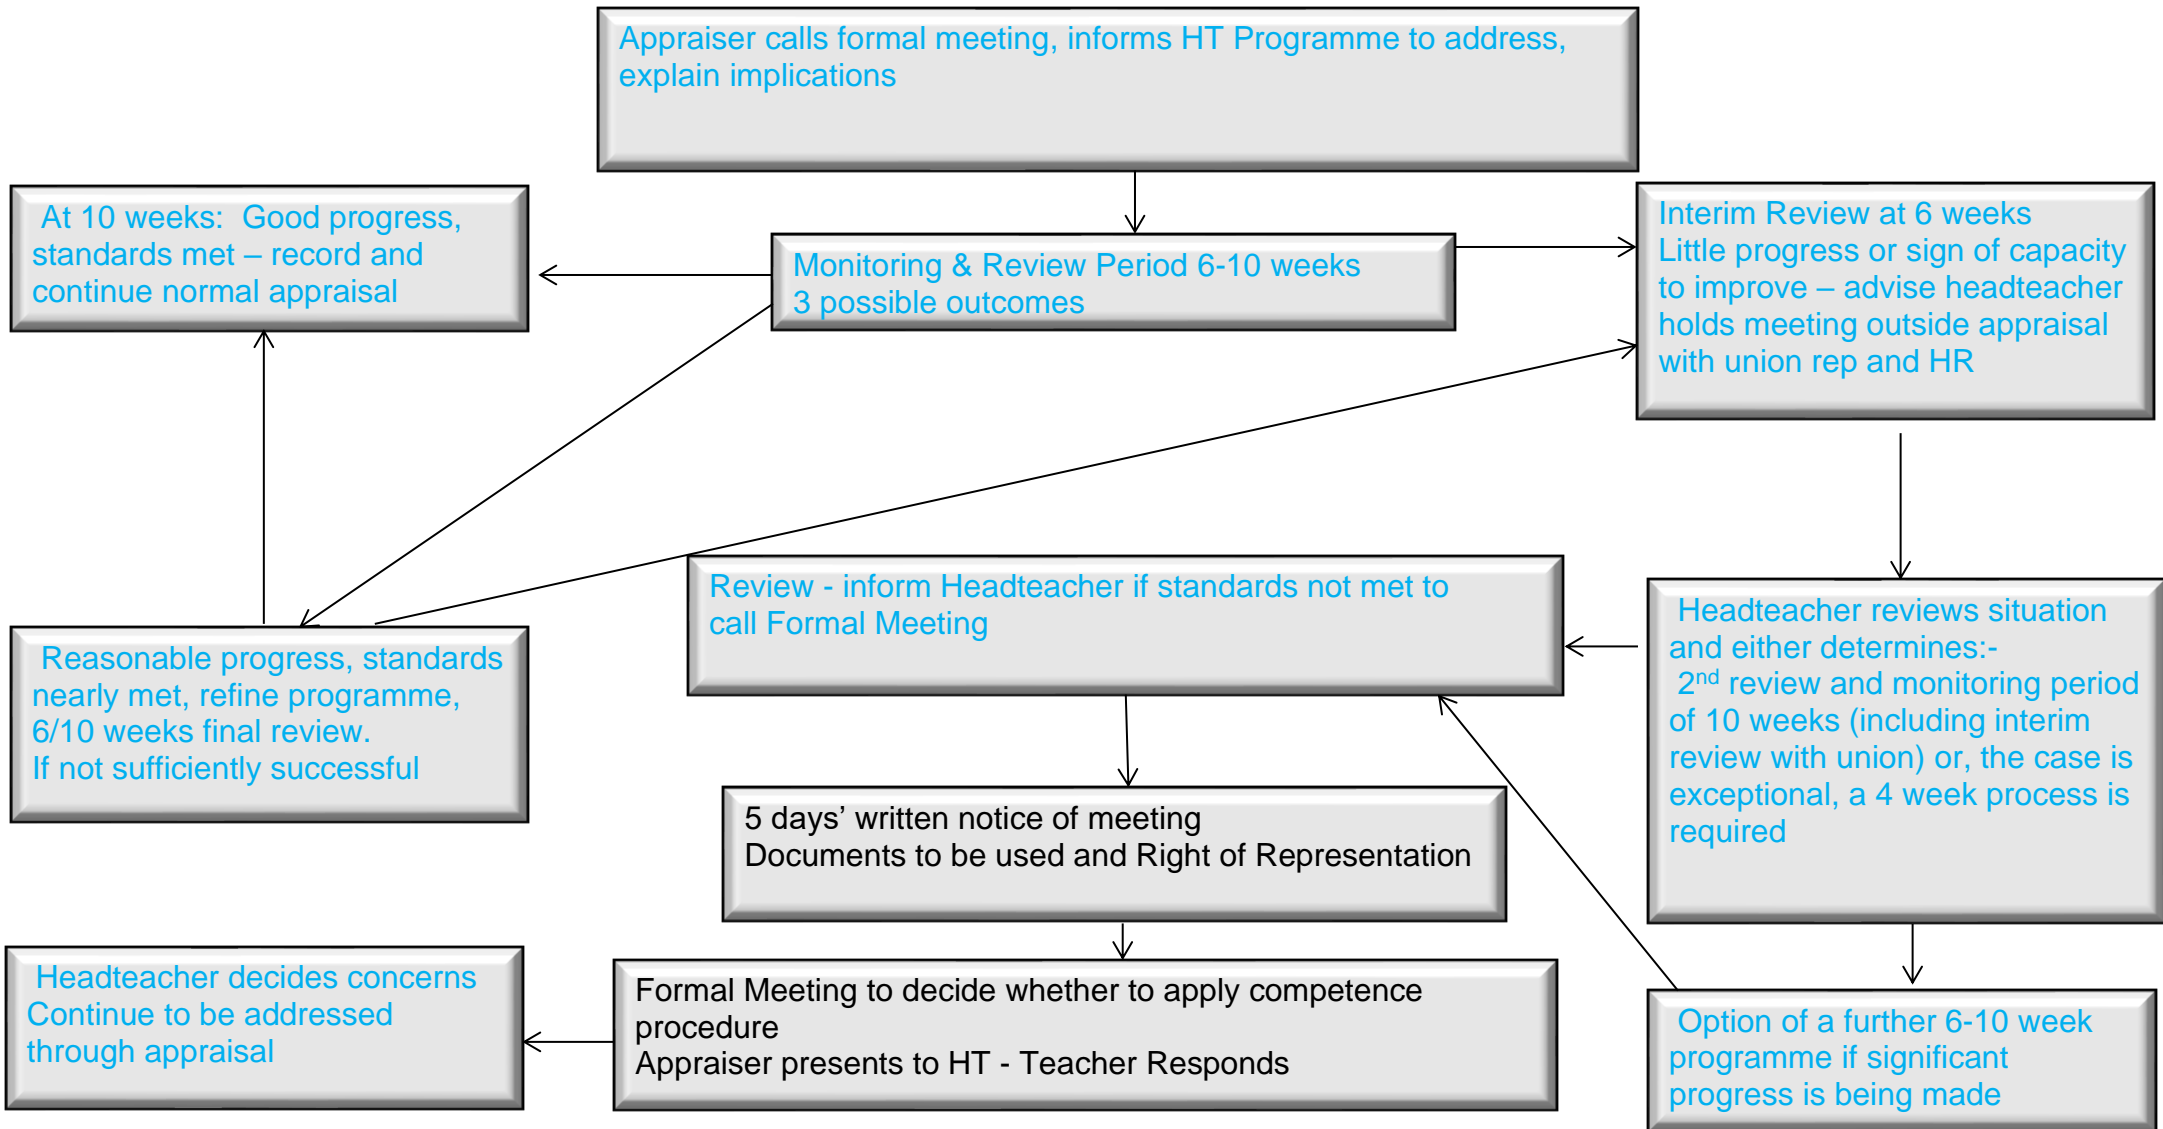 Appraiser calls formal meeting, informs HT Programme to address,
explain implications
At 10 weeks:  Good progress,
standards met – record and
continue normal appraisal
Monitoring & Review Period 6-10 weeks
3 possible outcomes
Interim Review at 6 weeks
Little progress or sign of capacity
to improve – advise headteacher
holds meeting outside appraisal
with union rep and HR
Reasonable progress, standards
nearly met, refine programme,
6/10 weeks final review.
If not sufficiently successful
Review - inform Headteacher if standards not met to
call Formal Meeting
Headteacher reviews situation
and either determines:-
2nd review and monitoring period
of 10 weeks (including interim
review with union) or, the case is
exceptional, a 4 week process is
required
5 days’ written notice of meeting
Documents to be used and Right of Representation
Headteacher decides concerns
Continue to be addressed
through appraisal
Formal Meeting to decide whether to apply competence
procedure
Appraiser presents to HT - Teacher Responds
Option of a further 6-10 week
programme if significant
progress is being made